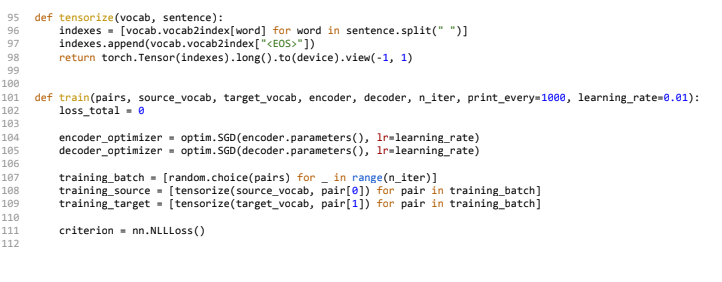 95 def tensorize(vocab, sentence):
96     indexes = [vocab.vocab2index[word] for word in sentence.split(" ")]
97     indexes.append(vocab.vocab2index["<EOS>"])
98     return torch.Tensor(indexes).long().to(device).view(-1, 1)
99
100
101 def train(pairs, source_vocab, target_vocab, encoder, decoder, n_iter, print_every=1000, learning_rate=0.01):
102     loss_total = 0
103
104     encoder_optimizer = optim.SGD(encoder.parameters(), lr=learning_rate)
105     decoder_optimizer = optim.SGD(decoder.parameters(), lr=learning_rate)
106
107     training_batch = [random.choice(pairs) for _ in range(n_iter)]
108     training_source = [tensorize(source_vocab, pair[0]) for pair in training_batch]
109     training_target = [tensorize(target_vocab, pair[1]) for pair in training_batch]
110
111     criterion = nn.NLLLoss()
112